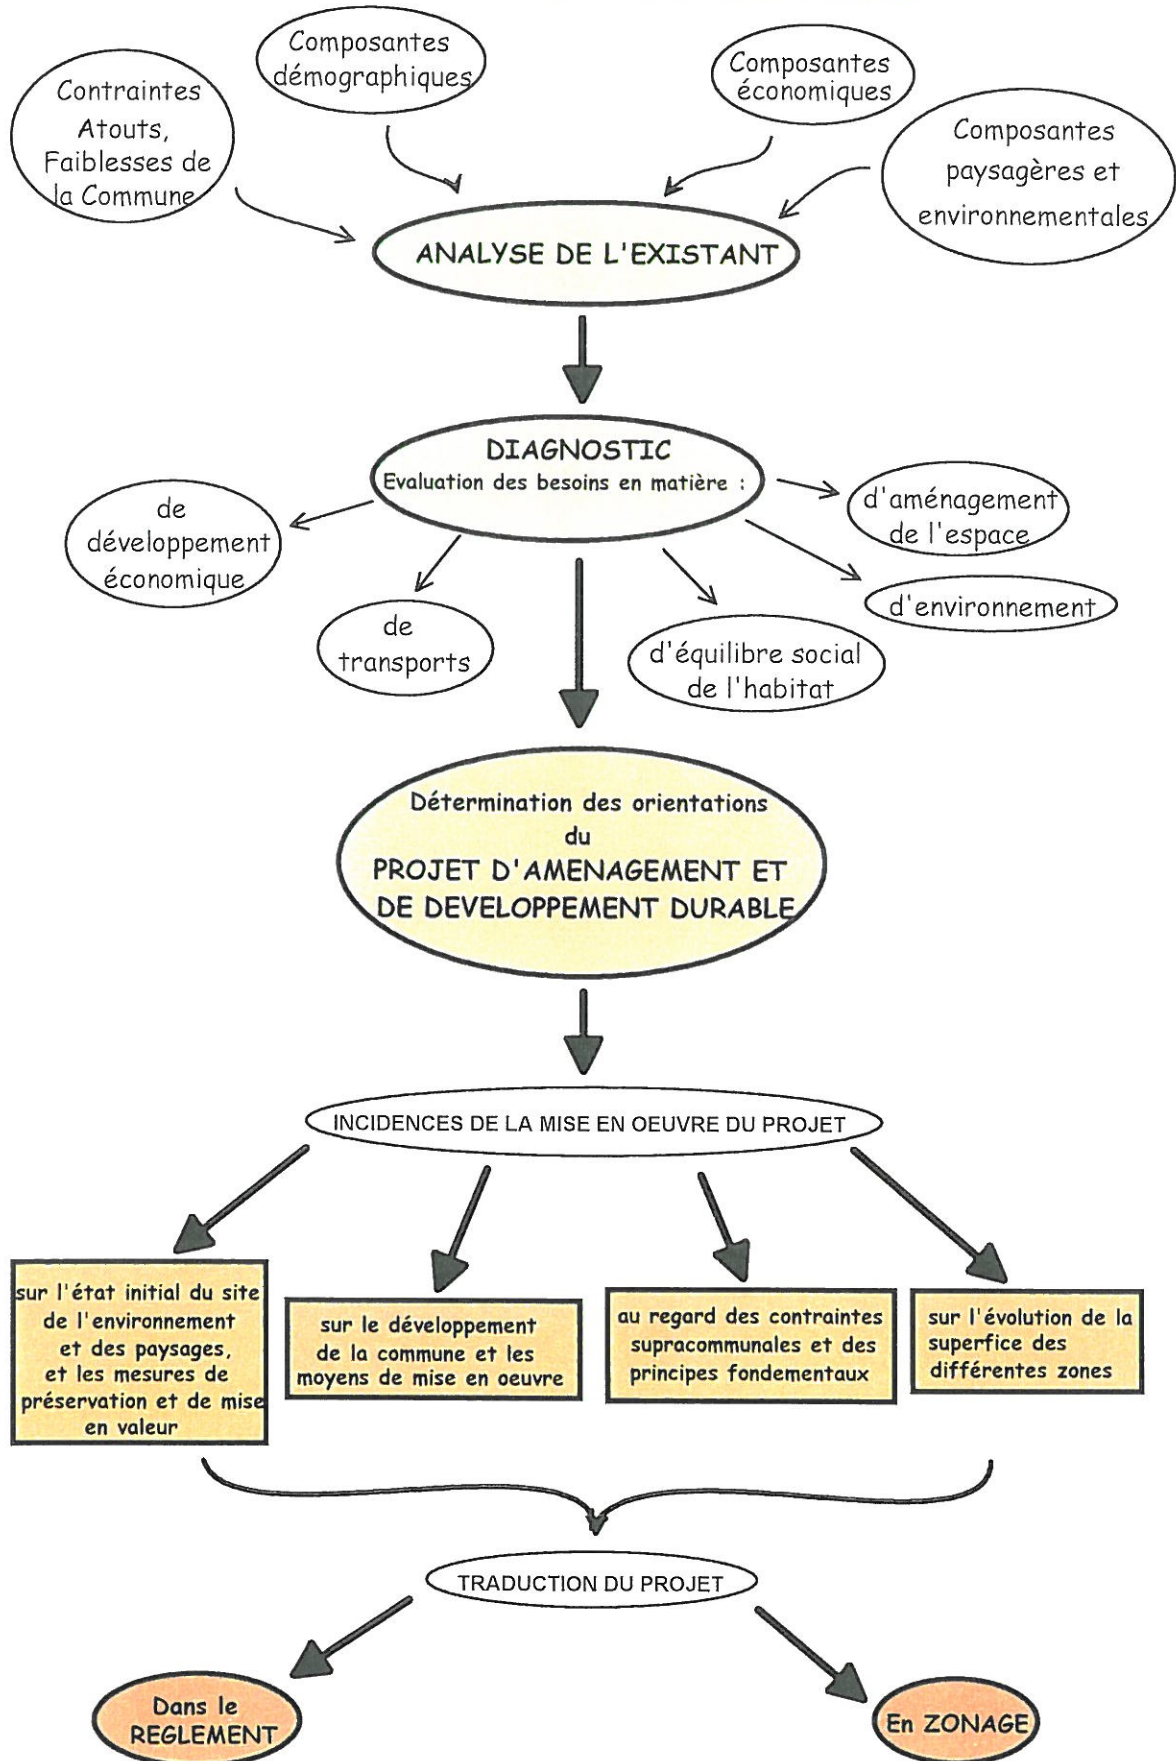 Contraintes
Atouts,
Faiblesses de
la Commune
Composantes
démographiques
Composantes
économiques
Composantes
paysagères et
environnementales
ANALYSE DE L'EXISTANT
DIAGNOSTIC
Evaluation des besoins en matière :
de
développement
économique
de
transports
d'équilibre social
de l'habitat
d'environnement
d'aménagement
de l'espace
Détermination des orientations
du
PROJET D'AMENAGEMENT ET
DE DEVELOPPEMENT DURABLE
INCIDENCES DE LA MISE EN OEUVRE DU PROJET
sur l'état initial du site
de l'environnement
et des paysages,
et les mesures de
préservation et de mise
en valeur
sur le développement
de la commune et les
moyens de mise en oeuvre
au regard des contraintes
supracommunales et des
principes fondementaux
sur l'évolution de la
superfice des
différentes zones
TRADUCTION DU PROJET
Dans le
REGLEMENT
En ZONAGE